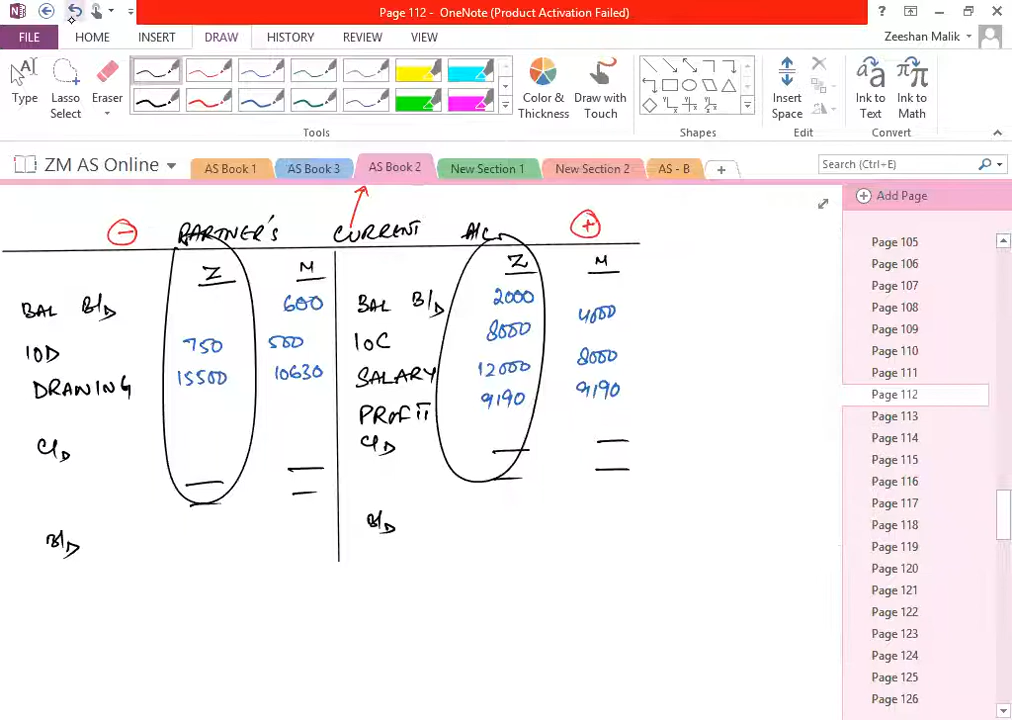 Page 112 - OneNote (Product Activation Failed)
FILE HOME INSERT DRAW HISTORY REVIEW VIEW
Zeeshan Malik
Type
Lasso Select
Eraser
Color & Thickness
Draw with Touch
Insert Space
Ink to Text
Ink to Math
Tools
Shapes
Edit
Convert
ZM AS Online
AS Book 1
AS Book 3
AS Book 2
New Section 1
New Section 2
AS - B
Search (Ctrl+E)
Add Page
Page 105
Page 106
Page 107
Page 108
Page 109
Page 110
Page 111
Page 112
Page 113
Page 114
Page 115
Page 116
Page 117
Page 118
Page 119
Page 120
Page 121
Page 122
Page 123
Page 124
Page 125
Page 126
- PARTNER'S CURRENT A/C +
Z M Z M
BAL B/D 600 BAL B/D 2000
IOD 750 500 IOC 8000 4000
DRAWING 15500 10630 SALARY 12000 8000
PROFIT 9190 9190
C/D C/D
B/D B/D